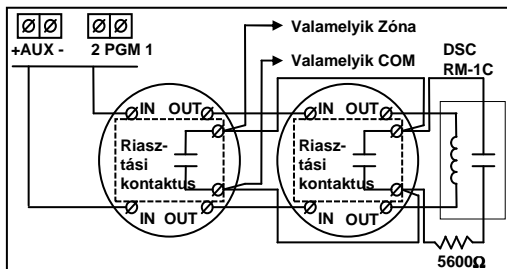 +AUX -
2 PGM 1
Valamelyik Zóna
Valamelyik COM
DSC
RM-1C
IN OUT
Riasz-
tási
kontaktus
IN OUT
IN OUT
Riasz-
tási
kontaktus
IN OUT
5600Ω